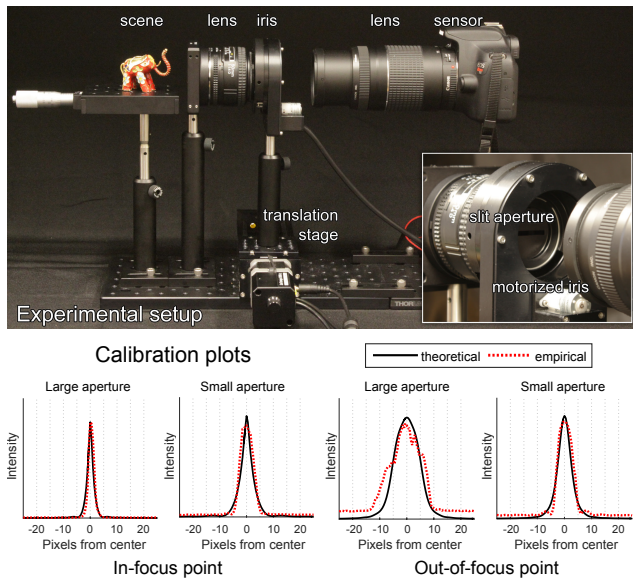 scene lens iris lens sensor
translation
stage
slit aperture
motorized iris
Experimental setup
Canon
THOR
Calibration plots
theoretical empirical
Large aperture
Intensity
-20 -10 0 10 20
Pixels from center
Small aperture
Intensity
-20 -10 0 10 20
Pixels from center
In-focus point
Large aperture
Intensity
-20 -10 0 10 20
Pixels from center
Small aperture
Intensity
-20 -10 0 10 20
Pixels from center
Out-of-focus point